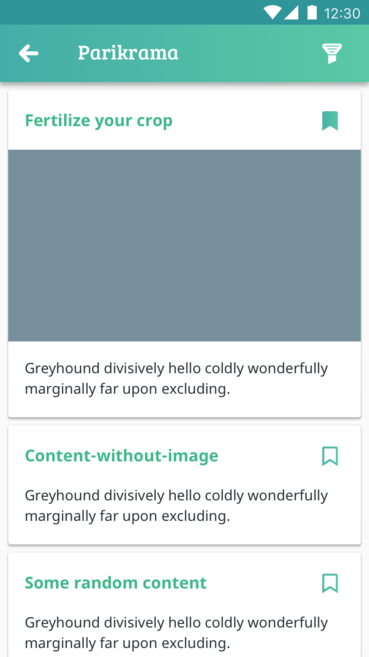 12:30
Parikrama
Fertilize your crop
Greyhound divisively hello coldly wonderfully
marginally far upon excluding.
Content-without-image
Greyhound divisively hello coldly wonderfully
marginally far upon excluding.
Some random content
Greyhound divisively hello coldly wonderfully
marginally far upon excluding.